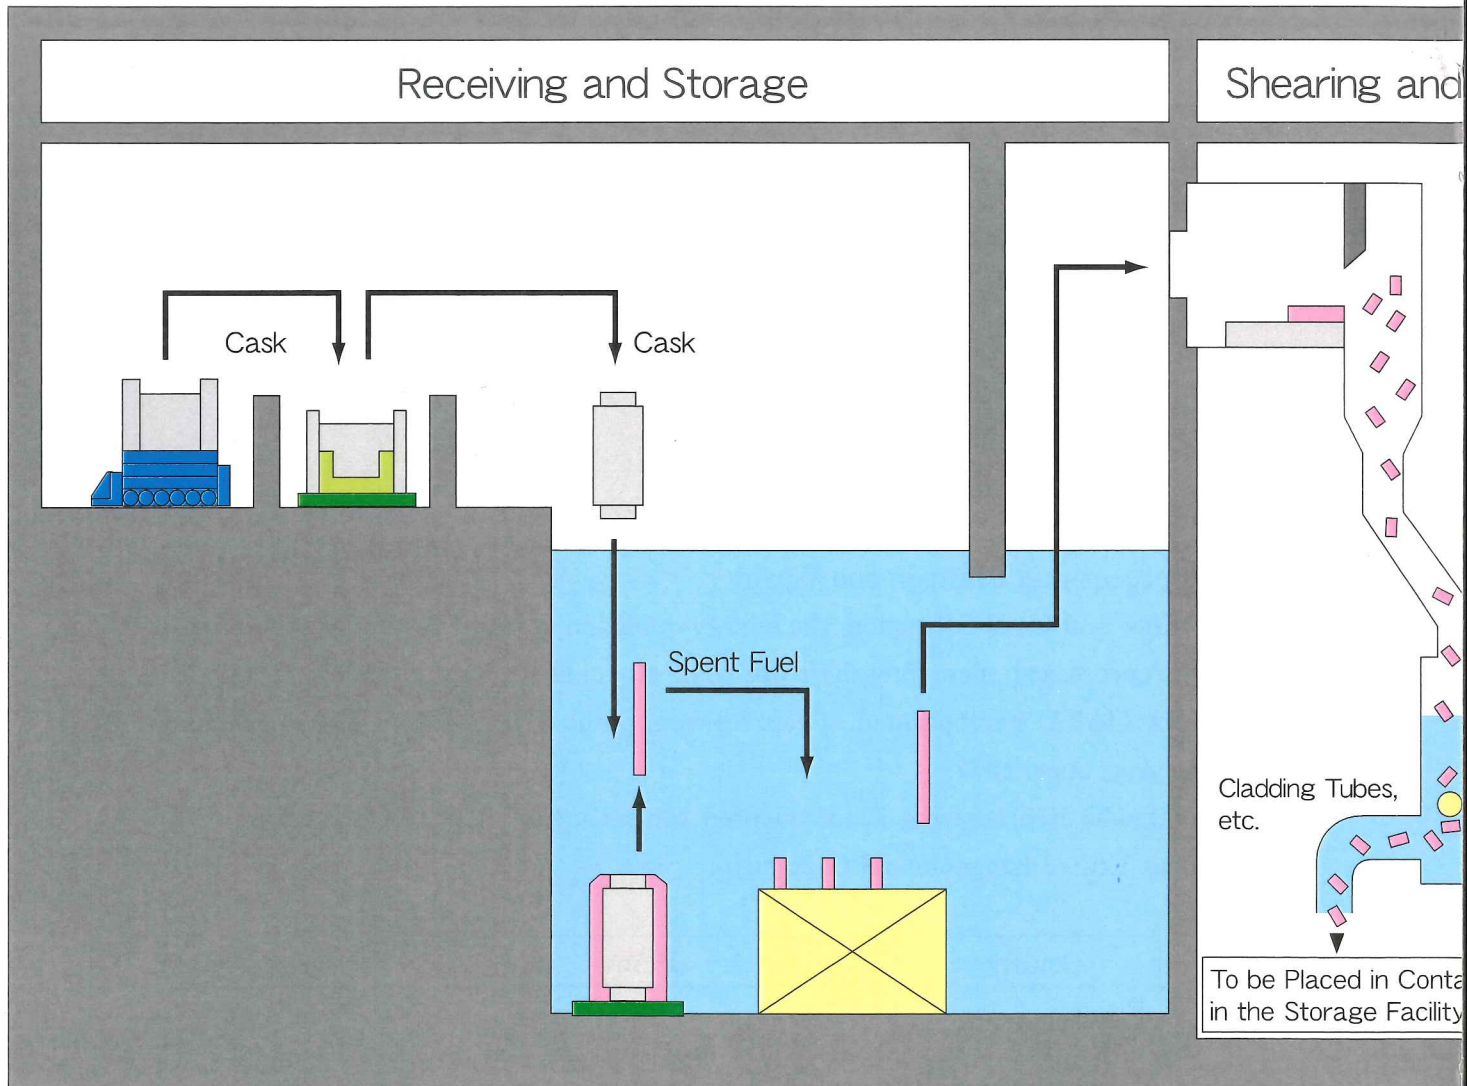 Receiving and Storage
Shearing and
Cask
Cask
Spent Fuel
Cladding Tubes,
etc.
To be Placed in Conta
in the Storage Facility